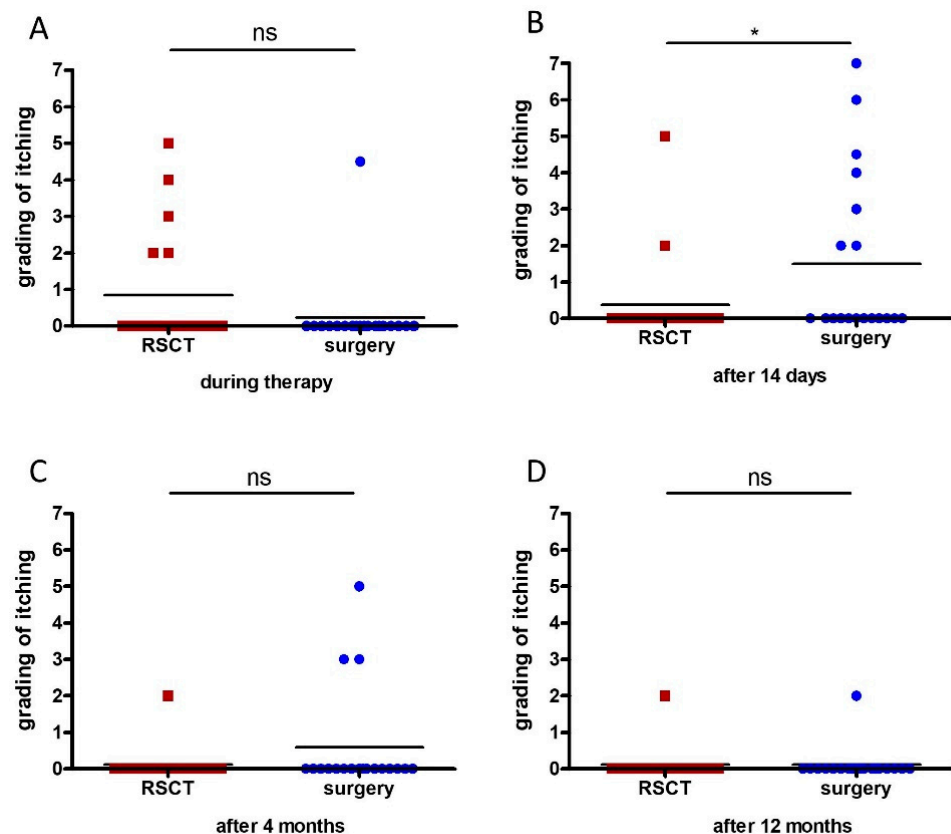 A
ns
grading of itching
7
6
5
4
3
2
1
0
RSCT
surgery
during therapy
B
*
grading of itching
7
6
5
4
3
2
1
0
RSCT
surgery
after 14 days
C
ns
grading of itching
7
6
5
4
3
2
1
0
RSCT
surgery
after 4 months
D
ns
grading of itching
7
6
5
4
3
2
1
0
RSCT
surgery
after 12 months